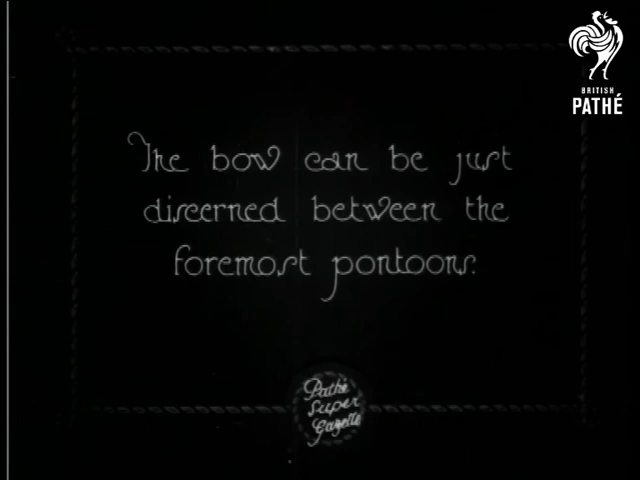 BRITISH
PATHÉ
The bow can be just
discerned between the
foremost pontoons.
Pathé
Super
Gazette